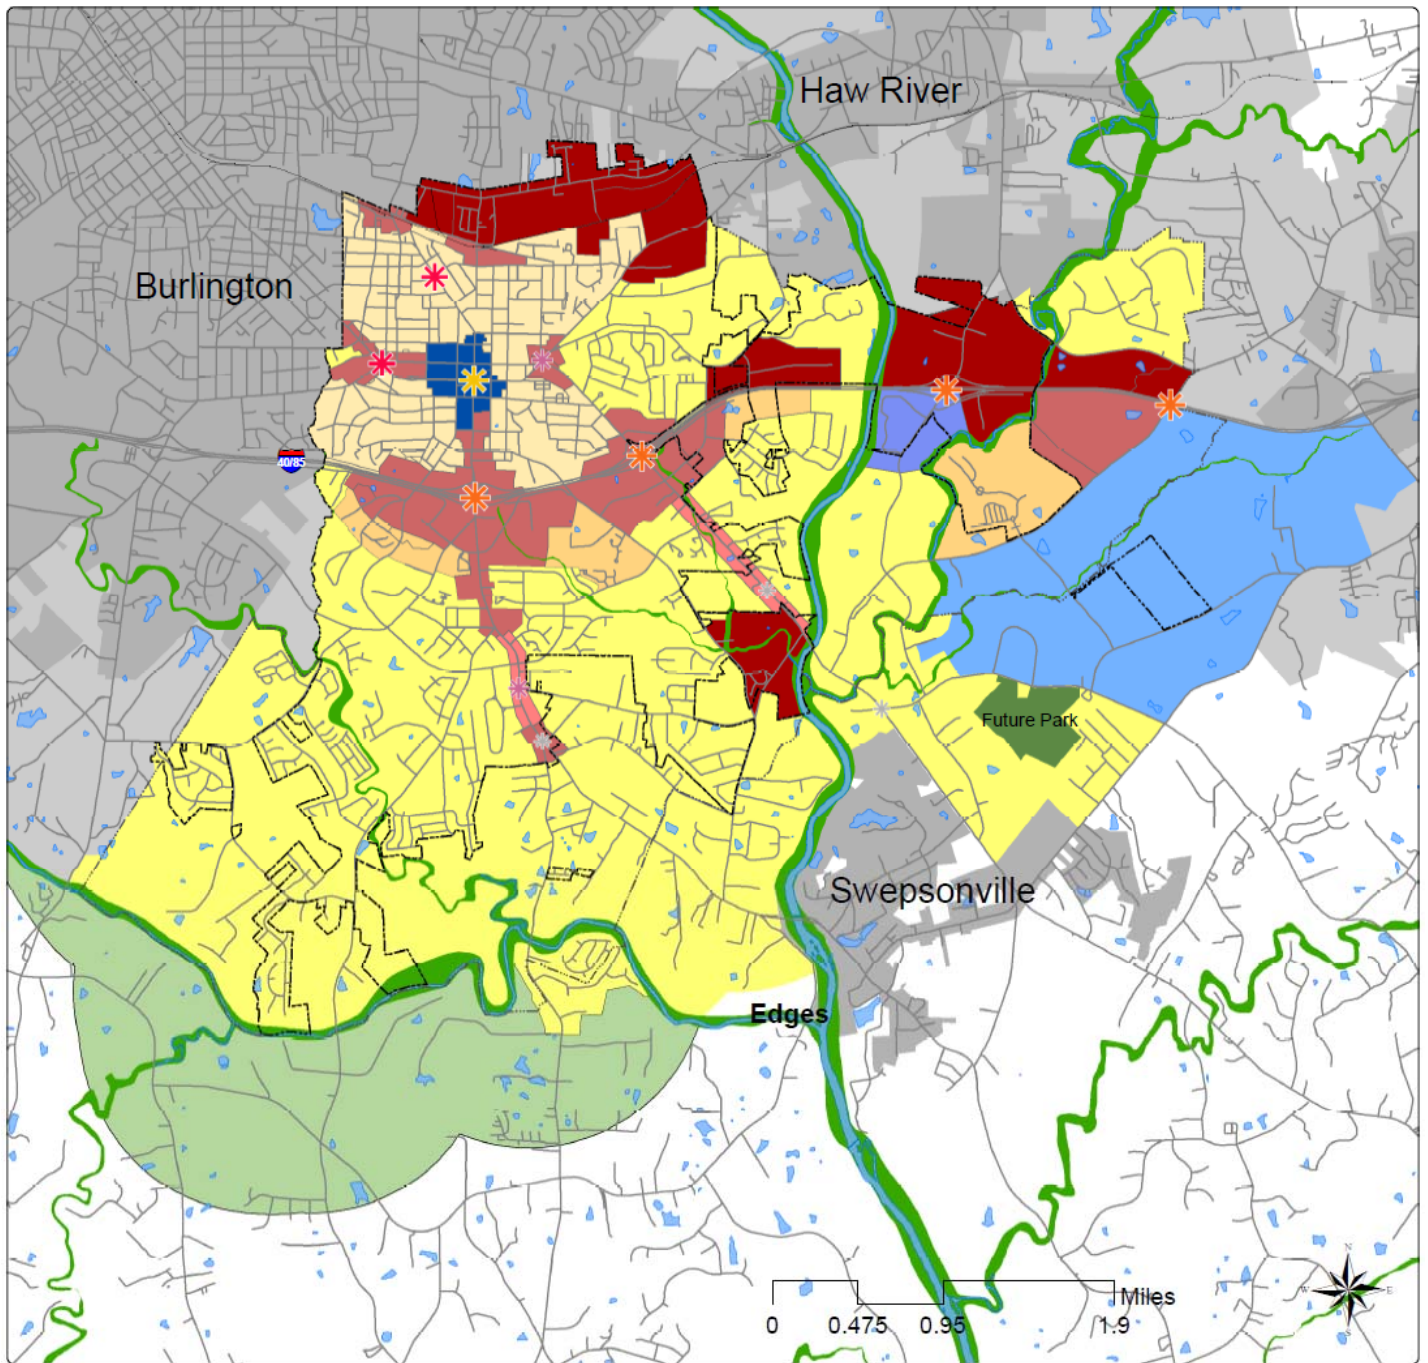 Haw River
Burlington
40/85
Future Park
Swepsonville
Edges
N
W
E
S
Miles
0
0.475
0.95
1.9